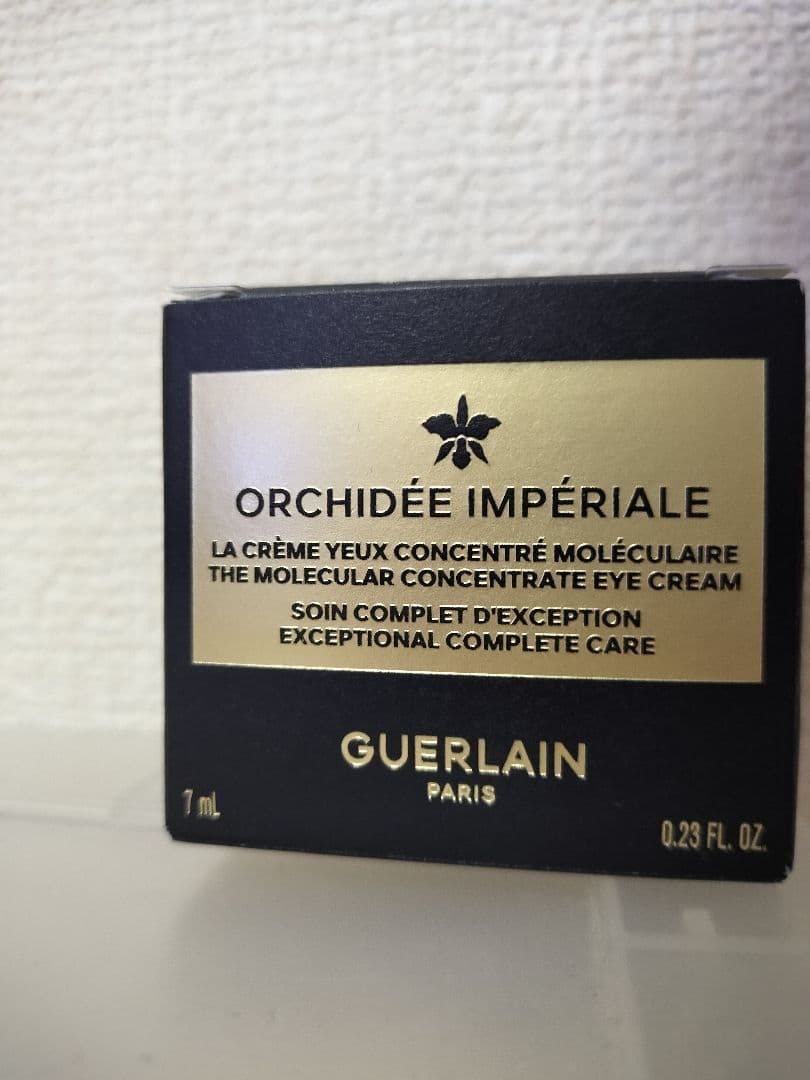 ORCHIDÉE IMPÉRIALE
LA CRÈME YEUX CONCENTRÉ MOLÉCULAIRE
THE MOLECULAR CONCENTRATE EYE CREAM
SOIN COMPLET D'EXCEPTION
EXCEPTIONAL COMPLETE CARE
GUERLAIN
PARIS
7 mL
0.23 FL. OZ.